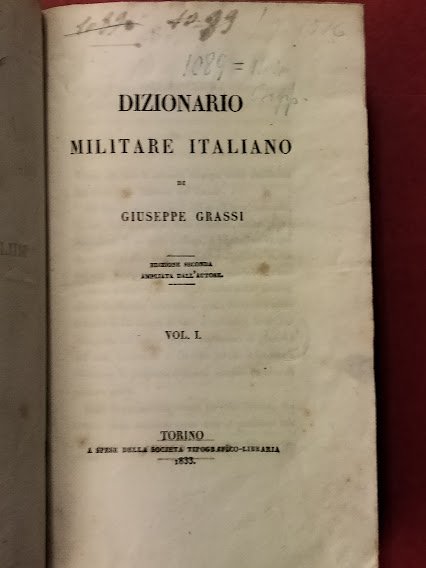 1089
DIZIONARIO
MILITARE ITALIANO
DI
GIUSEPPE GRASSI
EDIZIONE SECONDA
AMPLIATA DALL'AUTORE.
VOL. I.
TORINO
A SPESE DELLA SOCIETÀ TIPOGRAFICO-LIBRARIA
1833.